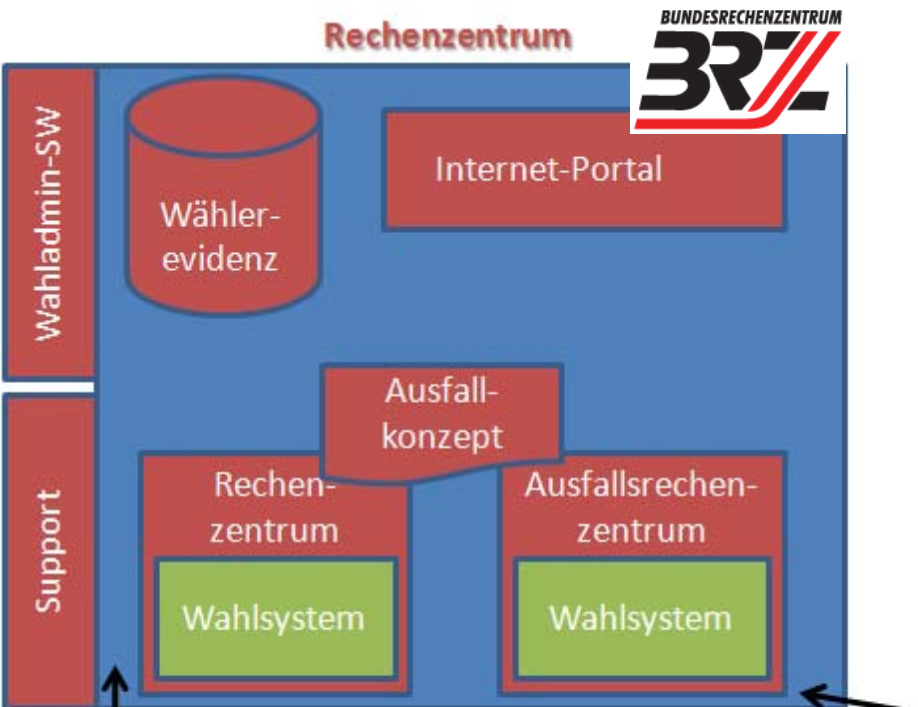 Rechenzentrum
BUNDESRECHENZENTRUM
BRZ
Wahladmin-SW
Wähler-
evidenz
Internet-Portal
Ausfall-
konzept
Support
Rechen-
zentrum
Wahlsystem
Ausfallsrechen-
zentrum
Wahlsystem